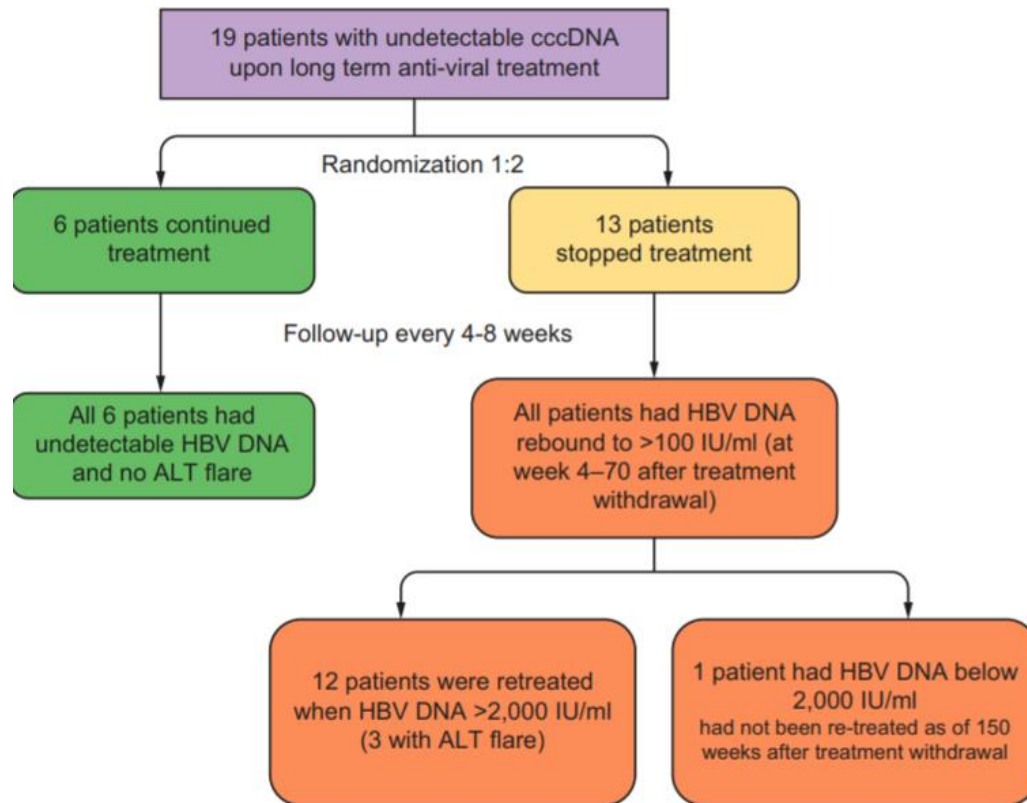 19 patients with undetectable cccDNA
upon long term anti-viral treatment
Randomization 1:2
6 patients continued
treatment
13 patients
stopped treatment
Follow-up every 4-8 weeks
All 6 patients had
undetectable HBV DNA
and no ALT flare
All patients had HBV DNA
rebound to >100 IU/ml (at
week 4–70 after treatment
withdrawal)
12 patients were retreated
when HBV DNA >2,000 IU/ml
(3 with ALT flare)
1 patient had HBV DNA below
2,000 IU/ml
had not been re-treated as of 150
weeks after treatment withdrawal